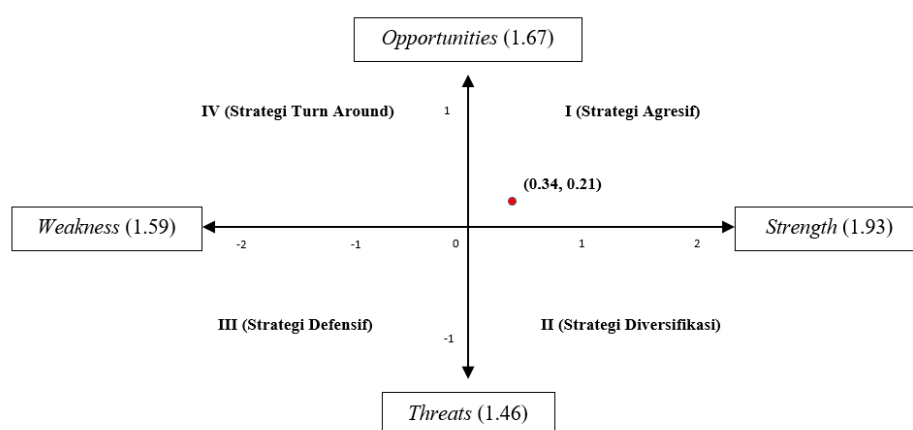 Opportunities (1.67)
IV (Strategi Turn Around)
1
I (Strategi Agresif)
(0.34, 0.21)
Weakness (1.59)
Strength (1.93)
-2
-1
0
1
2
III (Strategi Defensif)
II (Strategi Diversifikasi)
-1
Threats (1.46)